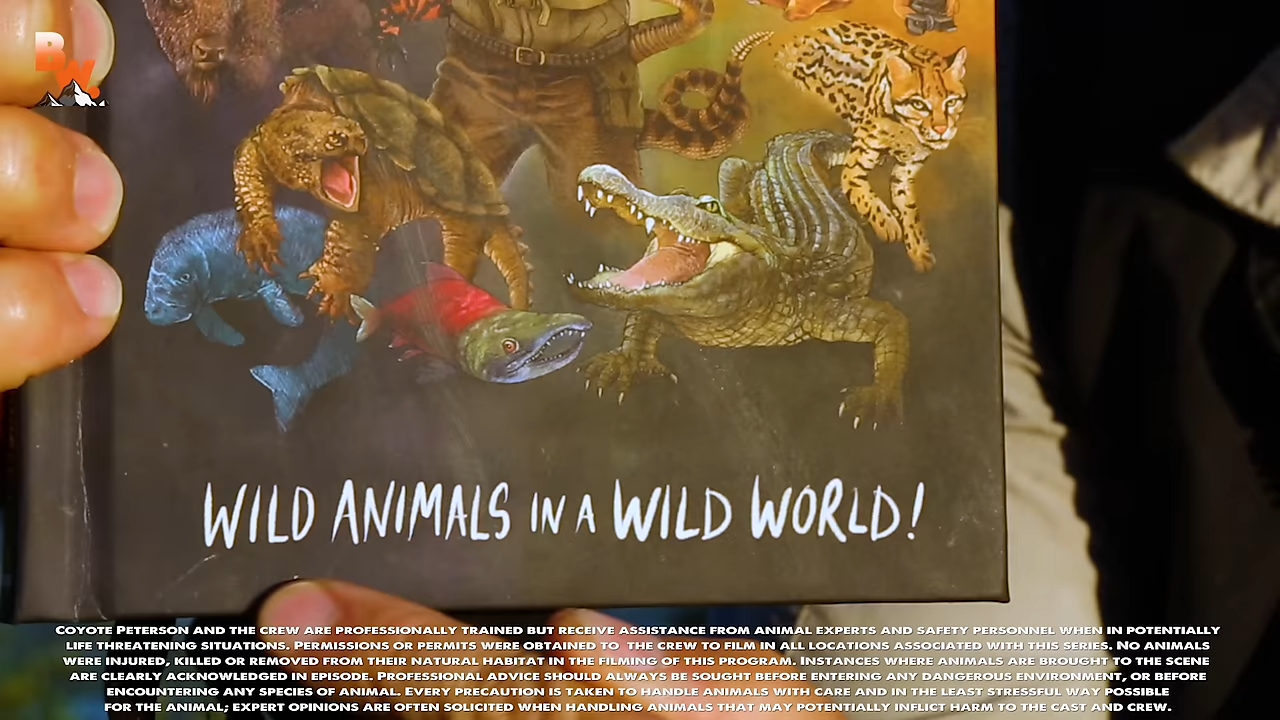 B
W.
WILD ANIMALS IN A WILD WORLD!
COYOTE PETERSON AND THE CREW ARE PROFESSIONALLY TRAINED BUT RECEIVE ASSISTANCE FROM ANIMAL EXPERTS AND SAFETY PERSONNEL WHEN IN POTENTIALLY
LIFE THREATENING SITUATIONS. PERMISSIONS OR PERMITS WERE OBTAINED TO THE CREW TO FILM IN ALL LOCATIONS ASSOCIATED WITH THIS SERIES. NO ANIMALS
WERE INJURED, KILLED OR REMOVED FROM THEIR NATURAL HABITAT IN THE FILMING OF THIS PROGRAM. INSTANCES WHERE ANIMALS ARE BROUGHT TO THE SCENE
ARE CLEARLY ACKNOWLEDGED IN EPISODE. PROFESSIONAL ADVICE SHOULD ALWAYS BE SOUGHT BEFORE ENTERING ANY DANGEROUS ENVIRONMENT, OR BEFORE
ENCOUNTERING ANY SPECIES OF ANIMAL. EVERY PRECAUTION IS TAKEN TO HANDLE ANIMALS WITH CARE AND IN THE LEAST STRESSFUL WAY POSSIBLE
FOR THE ANIMAL; EXPERT OPINIONS ARE OFTEN SOLICITED WHEN HANDLING ANIMALS THAT MAY POTENTIALLY INFLICT HARM TO THE CAST AND CREW.